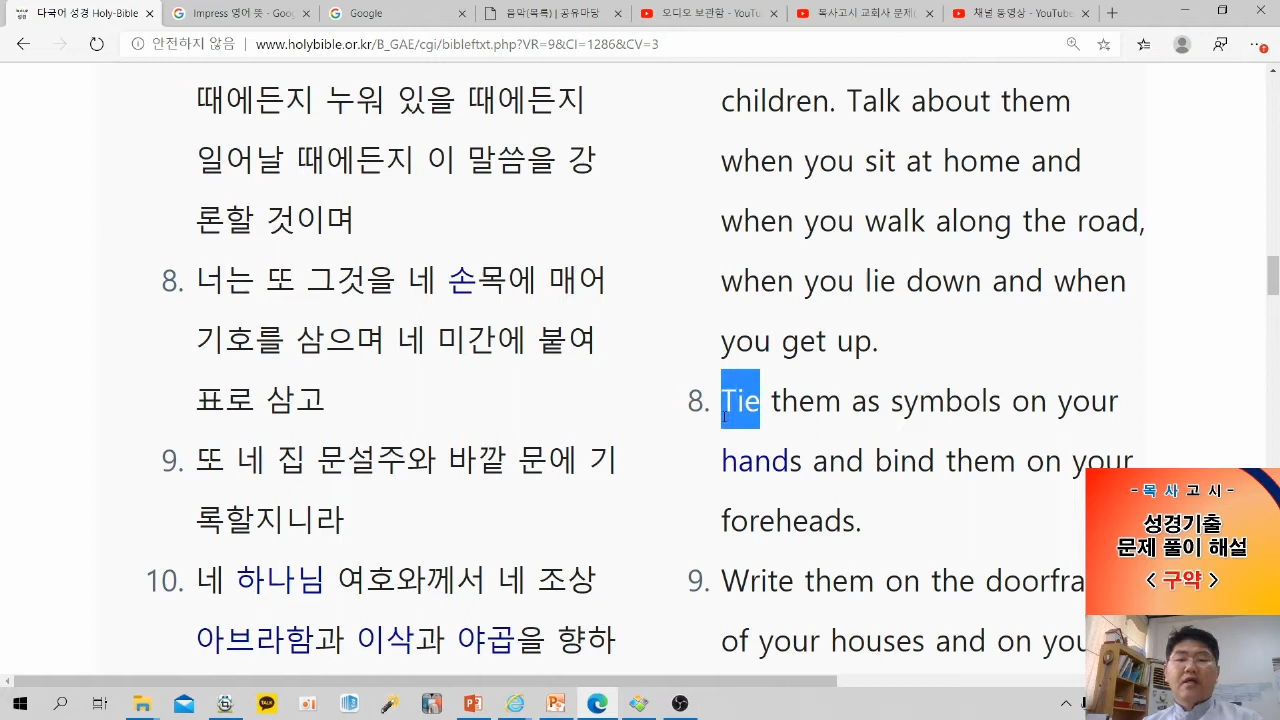 다국어 성경 Holy-Bible
Impress 영어 뜻 - Goo
Google
음악(목록) | 공유마당
오디오 보관함 - YouTu
목사고시 교회사 문제(
채널 동영상 - YouTube
안전하지 않음
www.holybible.or.kr/B_GAE/cgi/bibleftxt.php?VR=9&CI=1286&CV=3
때에든지 누워 있을 때에든지
일어날 때에든지 이 말씀을 강
론할 것이며
8. 너는 또 그것을 네 손목에 매어
기호를 삼으며 네 미간에 붙여
표로 삼고
9. 또 네 집 문설주와 바깥 문에 기
록할지니라
10. 네 하나님 여호와께서 네 조상
아브라함과 이삭과 야곱을 향하
children. Talk about them
when you sit at home and
when you walk along the road,
when you lie down and when
you get up.
8. Tie them as symbols on your
hands and bind them on your
foreheads.
9. Write them on the doorfra
of your houses and on you
- 목 사 고 시 -
성경기출
문제 풀이 해설
< 구약 >
TALK